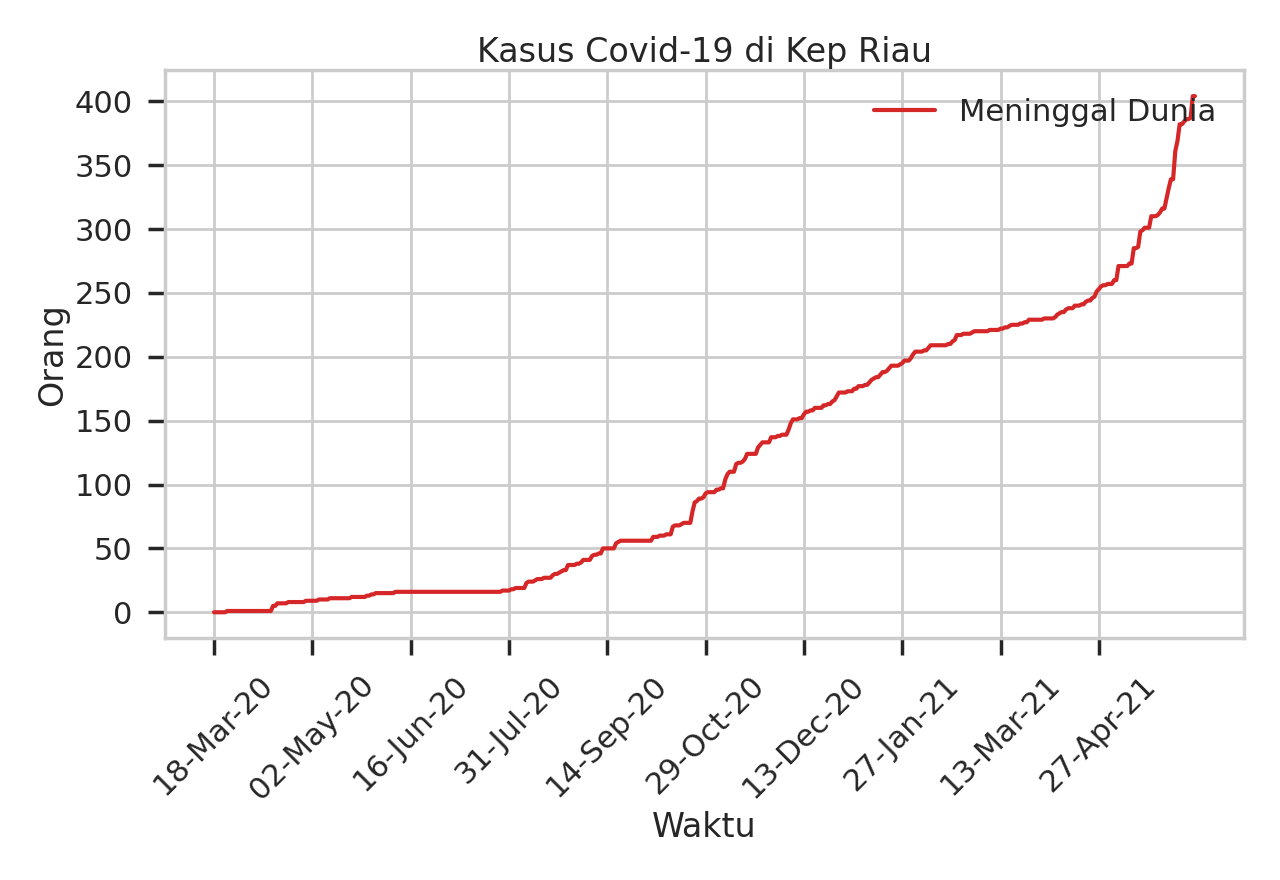 Kasus Covid-19 di Kep Riau
Meninggal Dunia
400
350
300
250
200
150
100
50
0
Orang
18-Mar-20
02-May-20
16-Jun-20
31-Jul-20
14-Sep-20
29-Oct-20
13-Dec-20
27-Jan-21
13-Mar-21
27-Apr-21
Waktu